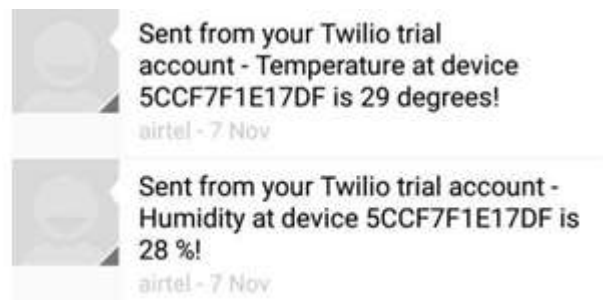 Sent from your Twilio trial
account - Temperature at device
5CCF7F1E17DF is 29 degrees!
airtel - 7 Nov
Sent from your Twilio trial account -
Humidity at device 5CCF7F1E17DF is
28 %!
airtel - 7 Nov